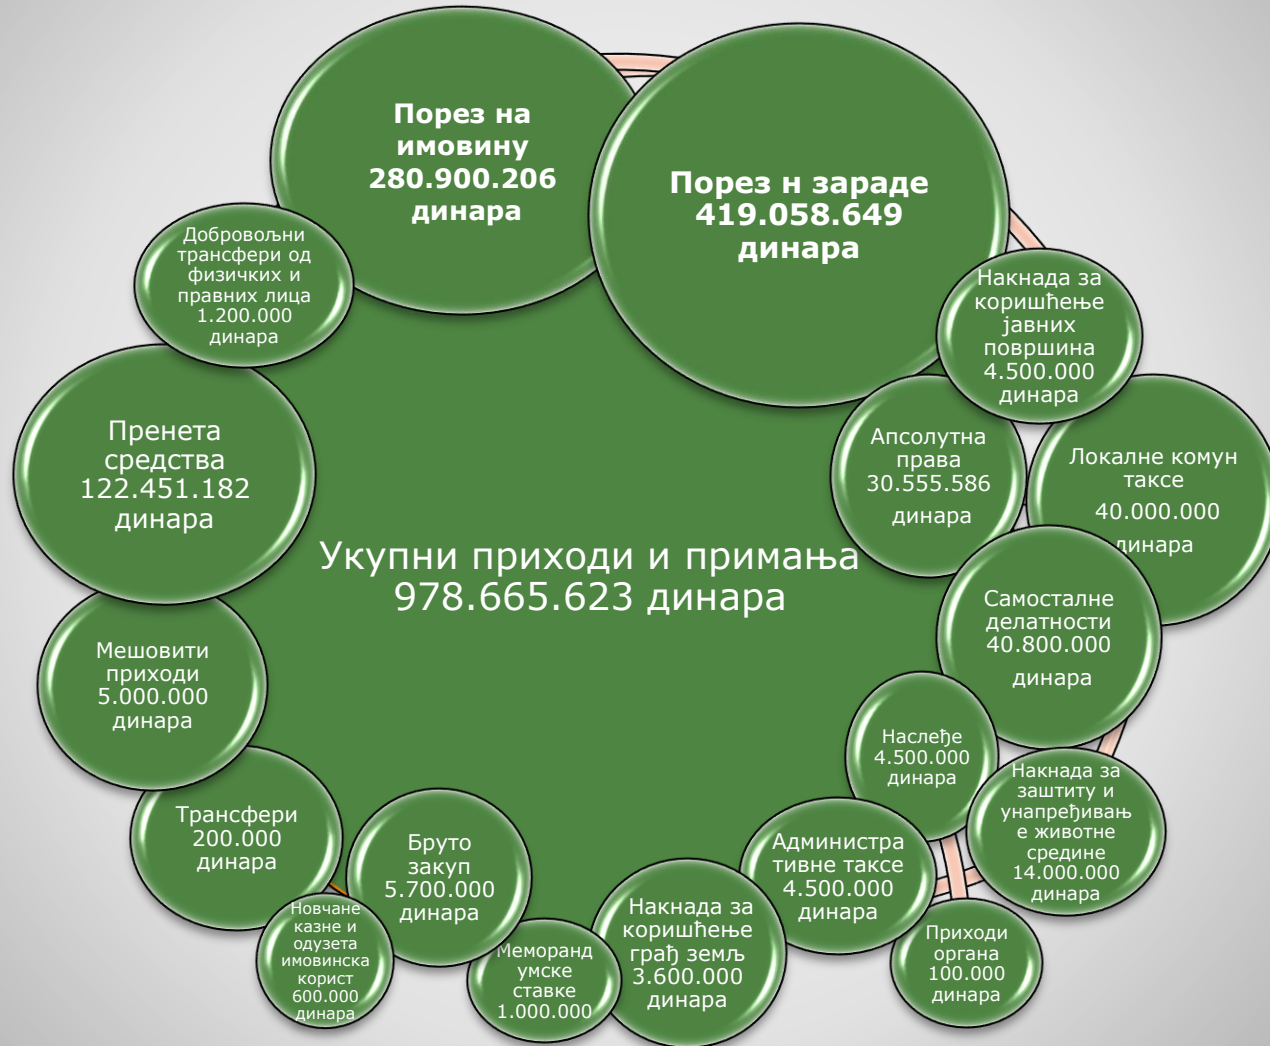 Порез на
имовину
280.900.206
динара
Порез н зараде
419.058.649
динара
Добровољни
трансфери од
физичких и
правних лица
1.200.000
динара
Накнада за
коришћење
јавних
површина
4.500.000
динара
Пренета
средства
122.451.182
динара
Апсолутна
права
30.555.586
динара
Локалне комун
таксе
40.000.000
динара
Укупни приходи и примања
978.665.623 динара
Самосталне
делатности
40.800.000
динара
Мешовити
приходи
5.000.000
динара
Наслеђе
4.500.000
динара
Накнада за
заштиту и
унапређивањ
е животне
средине
14.000.000
динара
Трансфери
200.000
динара
Бруто
закуп
5.700.000
динара
Администра
тивне таксе
4.500.000
динара
Новчане
казне и
одузета
имовинска
корист
600.000
динара
Меморанд
умске
ставке
1.000.000
Накнада за
коришћење
грађ земљ
3.600.000
динара
Приходи
органа
100.000
динара